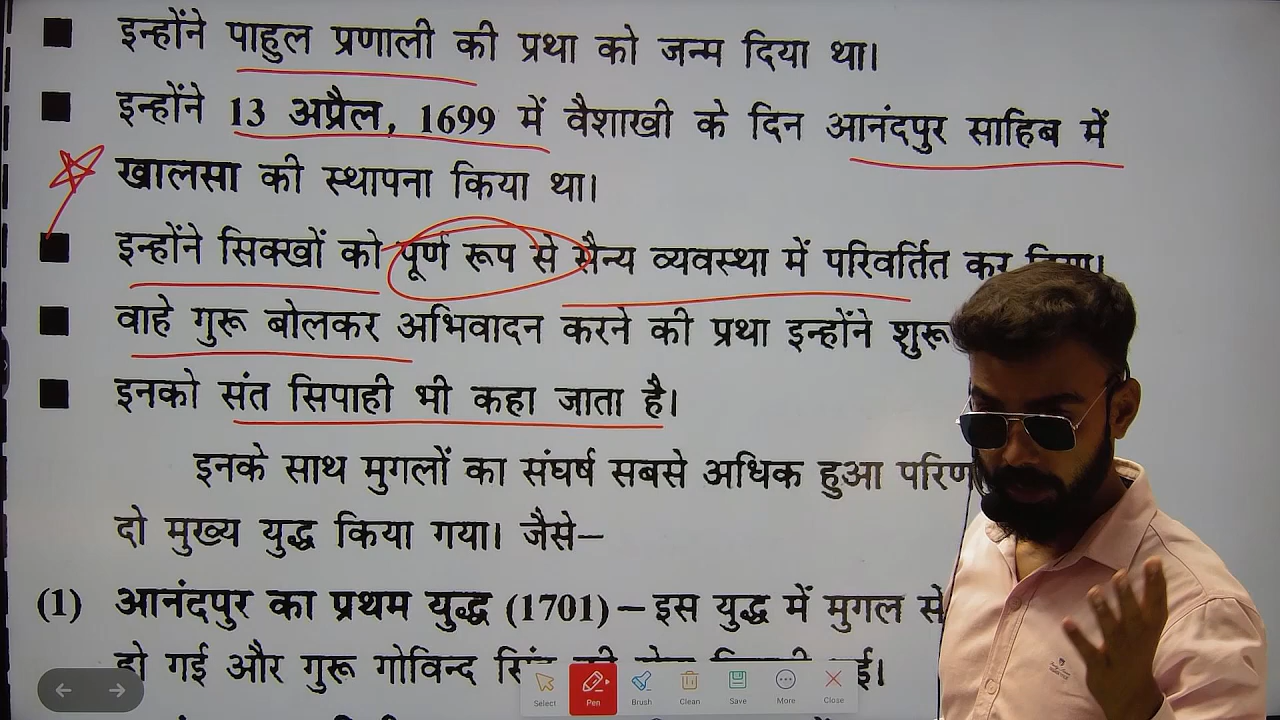 ■ इन्होंने पाहुल प्रणाली की प्रथा को जन्म दिया था।
■ इन्होंने 13 अप्रैल, 1699 में वैशाखी के दिन आनंदपुर साहिब में
खालसा की स्थापना किया था।
■ इन्होंने सिक्खों को पूर्ण रूप से सैन्य व्यवस्था में परिवर्तित कर दिया।
■ वाहे गुरू बोलकर अभिवादन करने की प्रथा इन्होंने शुरू
■ इनको संत सिपाही भी कहा जाता है।
इनके साथ मुगलों का संघर्ष सबसे अधिक हुआ
दो मुख्य युद्ध किया गया। जैसे–
(1) आनंदपुर का प्रथम युद्ध (1701) – इस युद्ध में मुगल
हो गई और गुरू गोविन्द
Select Pen Brush Clean Save More Close